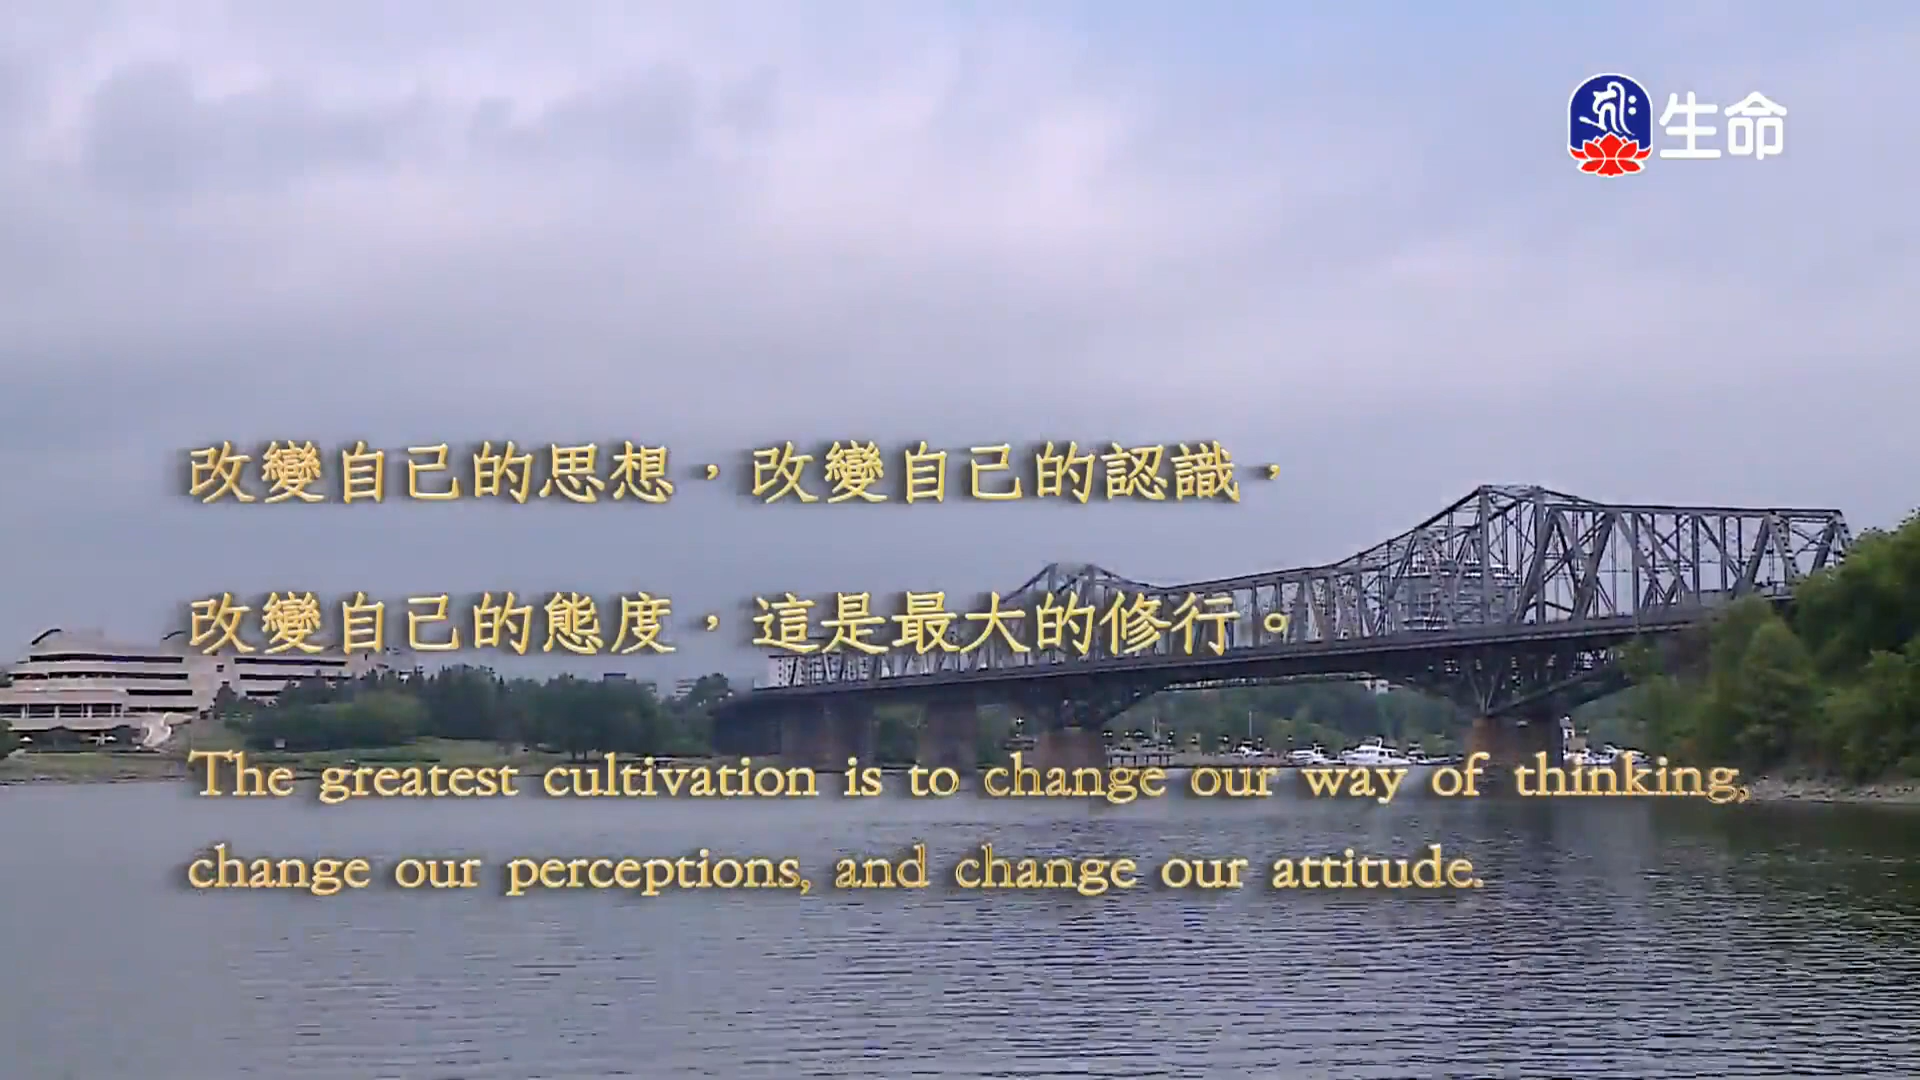 生命
改變自己的思想，改變自己的認識，
改變自己的態度，這是最大的修行。
The greatest cultivation is to change our way of thinking,
change our perceptions, and change our attitude.